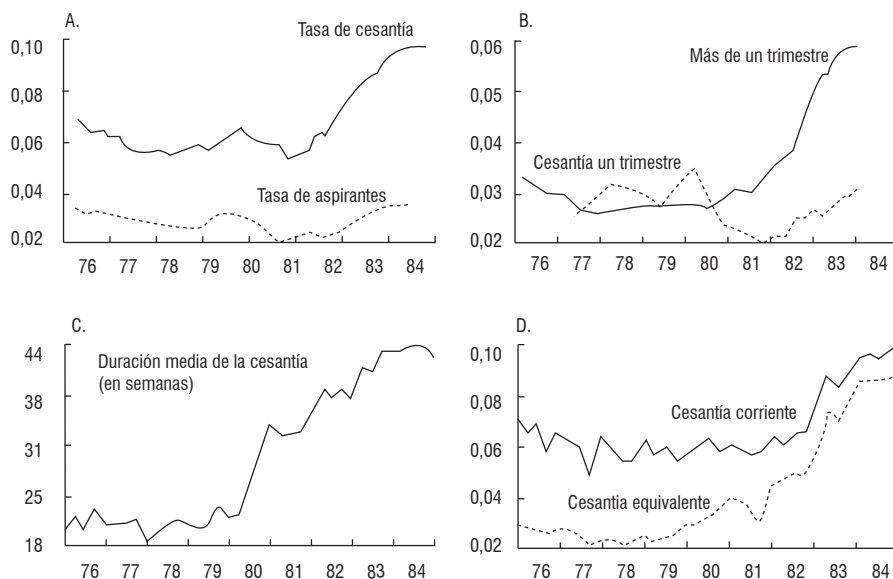 A.
Tasa de cesantía
0,10
0,08
0,06
0,04
0,02
Tasa de aspirantes
76 77 78 79 80 81 82 83 84
B.
Más de un trimestre
0,06
0,05
0,04
0,03
0,02
Cesantía un trimestre
76 77 78 79 80 81 82 83 84
C.
Duración media de la cesantía
(en semanas)
44
38
31
25
18
76 77 78 79 80 81 82 83 84
D.
0,10
0,08
0,06
0,04
0,02
Cesantía corriente
Cesantia equivalente
76 77 78 79 80 81 82 83 84